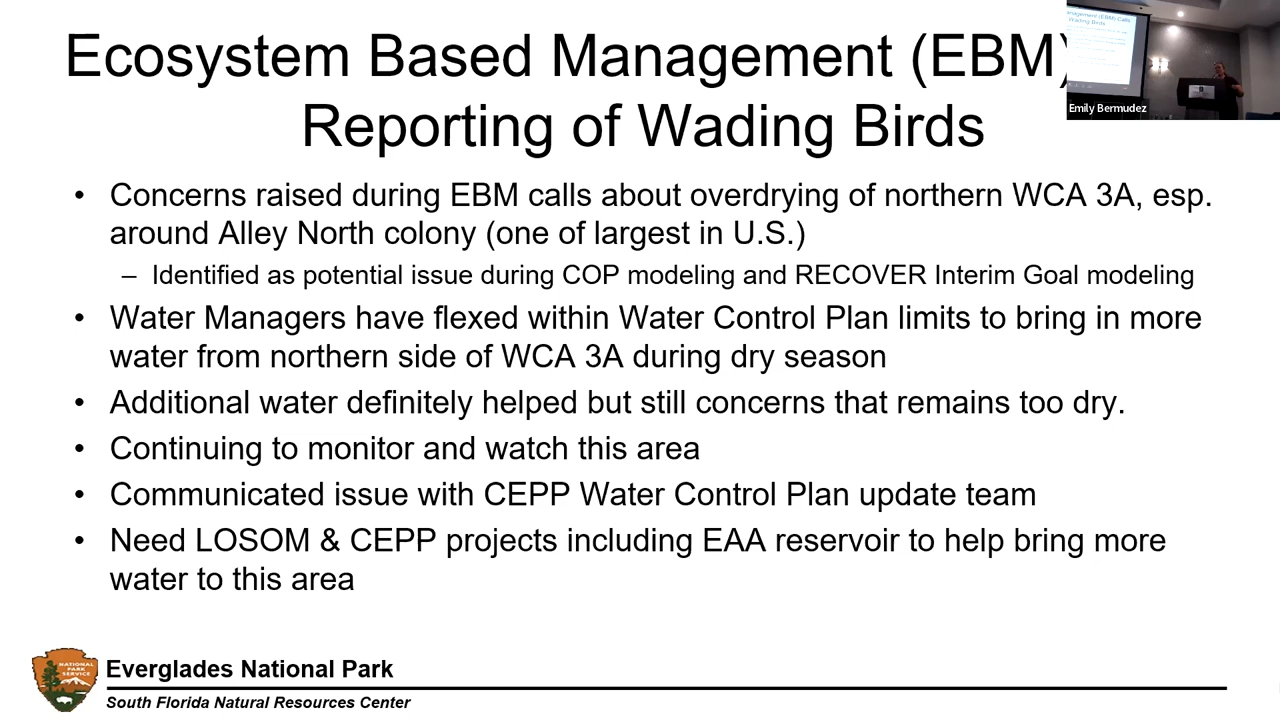 Ecosystem Based Management (EBM)
Reporting of Wading Birds
• Concerns raised during EBM calls about overdrying of northern WCA 3A, esp.
around Alley North colony (one of largest in U.S.)
– Identified as potential issue during COP modeling and RECOVER Interim Goal modeling
• Water Managers have flexed within Water Control Plan limits to bring in more
water from northern side of WCA 3A during dry season
• Additional water definitely helped but still concerns that remains too dry.
• Continuing to monitor and watch this area
• Communicated issue with CEPP Water Control Plan update team
• Need LOSOM & CEPP projects including EAA reservoir to help bring more
water to this area
Emily Bermudez
NATIONAL
PARK
SERVICE
Everglades National Park
South Florida Natural Resources Center